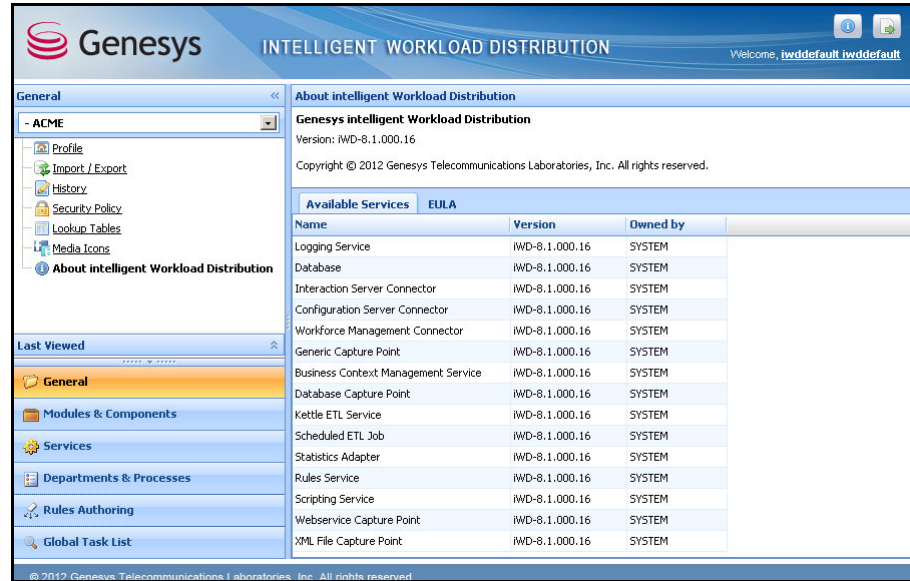 Genesys INTELLIGENT WORKLOAD DISTRIBUTION
Welcome, iwddefault iwddefault
General
- ACME
Profile
Import / Export
History
Security Policy
Lookup Tables
Media Icons
About intelligent Workload Distribution
Last Viewed
General
Modules & Components
Services
Departments & Processes
Rules Authoring
Global Task List
About intelligent Workload Distribution
Genesys intelligent Workload Distribution
Version: iWD-8.1.000.16
Copyright © 2012 Genesys Telecommunications Laboratories, Inc. All rights reserved.
Available Services EULA
Name Version Owned by
Logging Service iWD-8.1.000.16 SYSTEM
Database iWD-8.1.000.16 SYSTEM
Interaction Server Connector iWD-8.1.000.16 SYSTEM
Configuration Server Connector iWD-8.1.000.16 SYSTEM
Workforce Management Connector iWD-8.1.000.16 SYSTEM
Generic Capture Point iWD-8.1.000.16 SYSTEM
Business Context Management Service iWD-8.1.000.16 SYSTEM
Database Capture Point iWD-8.1.000.16 SYSTEM
Kettle ETL Service iWD-8.1.000.16 SYSTEM
Scheduled ETL Job iWD-8.1.000.16 SYSTEM
Statistics Adapter iWD-8.1.000.16 SYSTEM
Rules Service iWD-8.1.000.16 SYSTEM
Scripting Service iWD-8.1.000.16 SYSTEM
Webservice Capture Point iWD-8.1.000.16 SYSTEM
XML File Capture Point iWD-8.1.000.16 SYSTEM
© 2012 Genesys Telecommunications Laboratories, Inc. All rights reserved